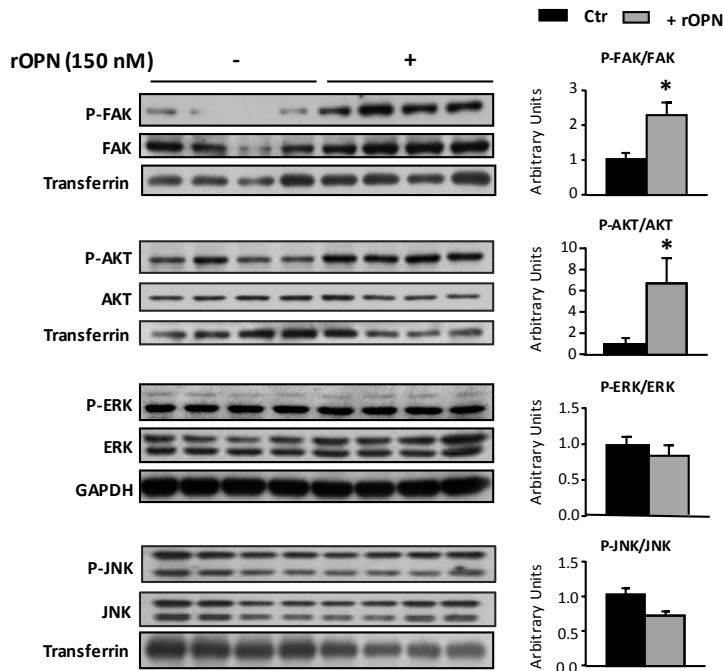 Ctr + rOPN
rOPN (150 nM) - +
P-FAK
FAK
Transferrin
P-FAK/FAK
Arbitrary Units
3
2
1
0
*
P-AKT
AKT
Transferrin
P-AKT/AKT
Arbitrary Units
10
8
6
4
2
0
*
P-ERK
ERK
GAPDH
P-ERK/ERK
Arbitrary Units
1.5
1.0
0.5
0.0
P-JNK
JNK
Transferrin
P-JNK/JNK
Arbitrary Units
1.5
1.0
0.5
0.0